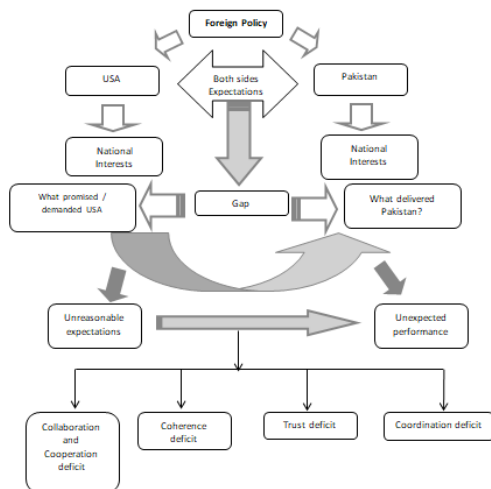 Foreign Policy
USA
Both sides
Expectations
Pakistan
National
Interests
National
Interests
What promised /
demanded USA
Gap
What delivered
Pakistan?
Unreasonable
expectations
Unexpected
performance
Collaboration
and
Cooperation
deficit
Coherence
deficit
Trust deficit
Coordination deficit